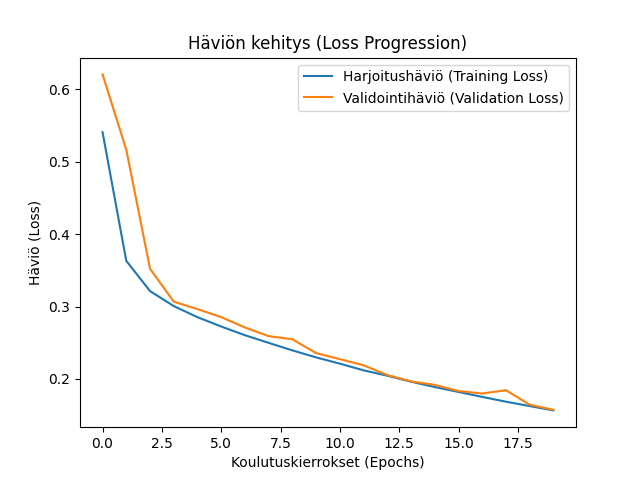 Häviön kehitys (Loss Progression)
Harjoitushäviö (Training Loss)
Validointihäviö (Validation Loss)
Häviö (Loss)
0.6
0.5
0.4
0.3
0.2
0.0 2.5 5.0 7.5 10.0 12.5 15.0 17.5
Koulutuskierrokset (Epochs)